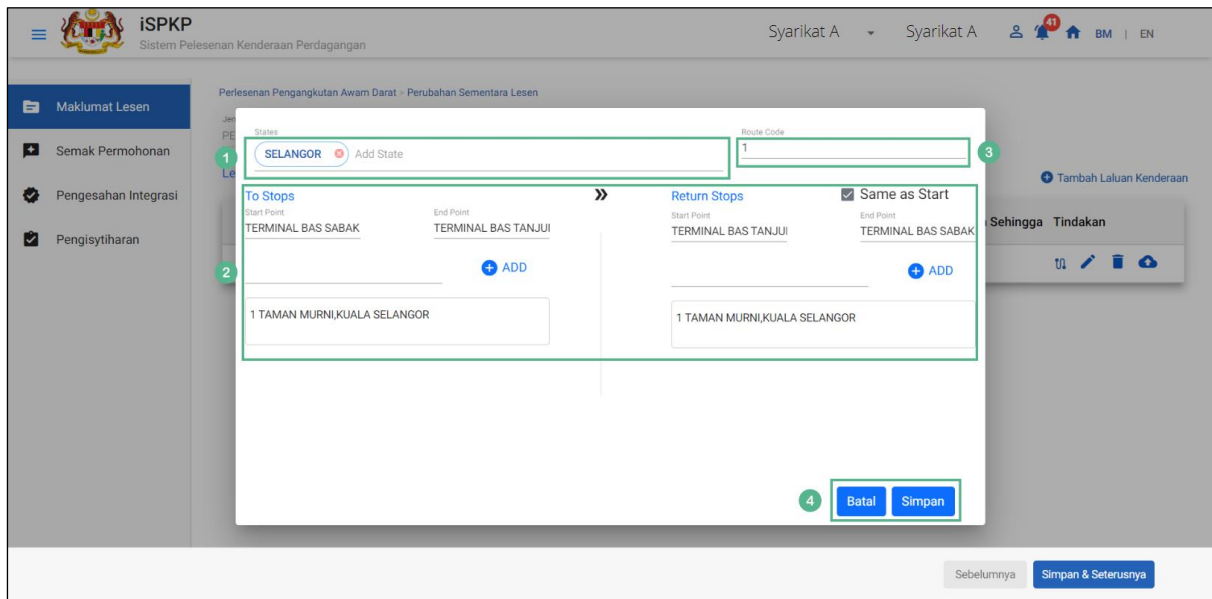 iSPKP
Sistem Pelesenan Kenderaan Perdagangan
Syarikat A
Syarikat A
41
BM | EN
Maklumat Lesen
Semak Permohonan
Pengesahan Integrasi
Pengisytiharan
Perlesenan Pengangkutan Awam Darat > Perubahan Sementara Lesen
Jen
PE
Le
Tambah Laluan Kenderaan
Sehingga Tindakan
1
States
SELANGOR Add State
Route Code
1
3
To Stops
»
Return Stops
Same as Start
Start Point
End Point
Start Point
End Point
TERMINAL BAS SABAK
TERMINAL BAS TANJUI
TERMINAL BAS TANJUI
TERMINAL BAS SABAK
2
ADD
ADD
1 TAMAN MURNI,KUALA SELANGOR
1 TAMAN MURNI,KUALA SELANGOR
4
Batal
Simpan
Sebelumnya
Simpan & Seterusnya